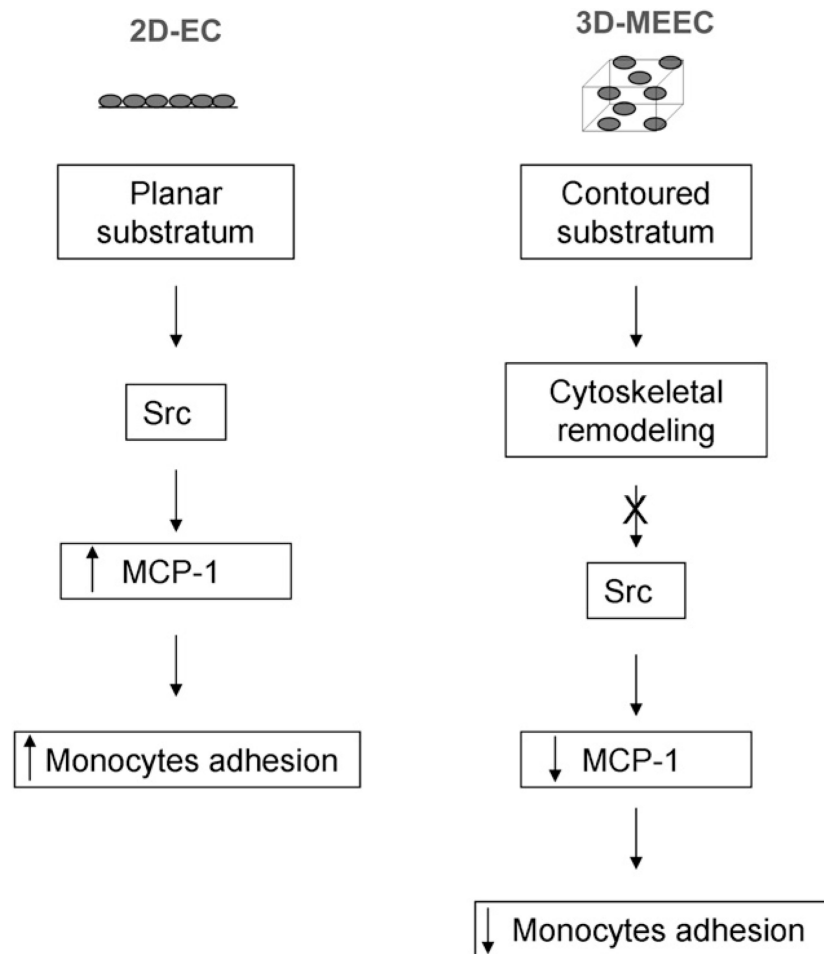 2D-EC
Planar
substratum
Src
↑ MCP-1
↑ Monocytes adhesion
3D-MEEC
Contoured
substratum
Cytoskeletal
remodeling
X
Src
↓ MCP-1
↓ Monocytes adhesion